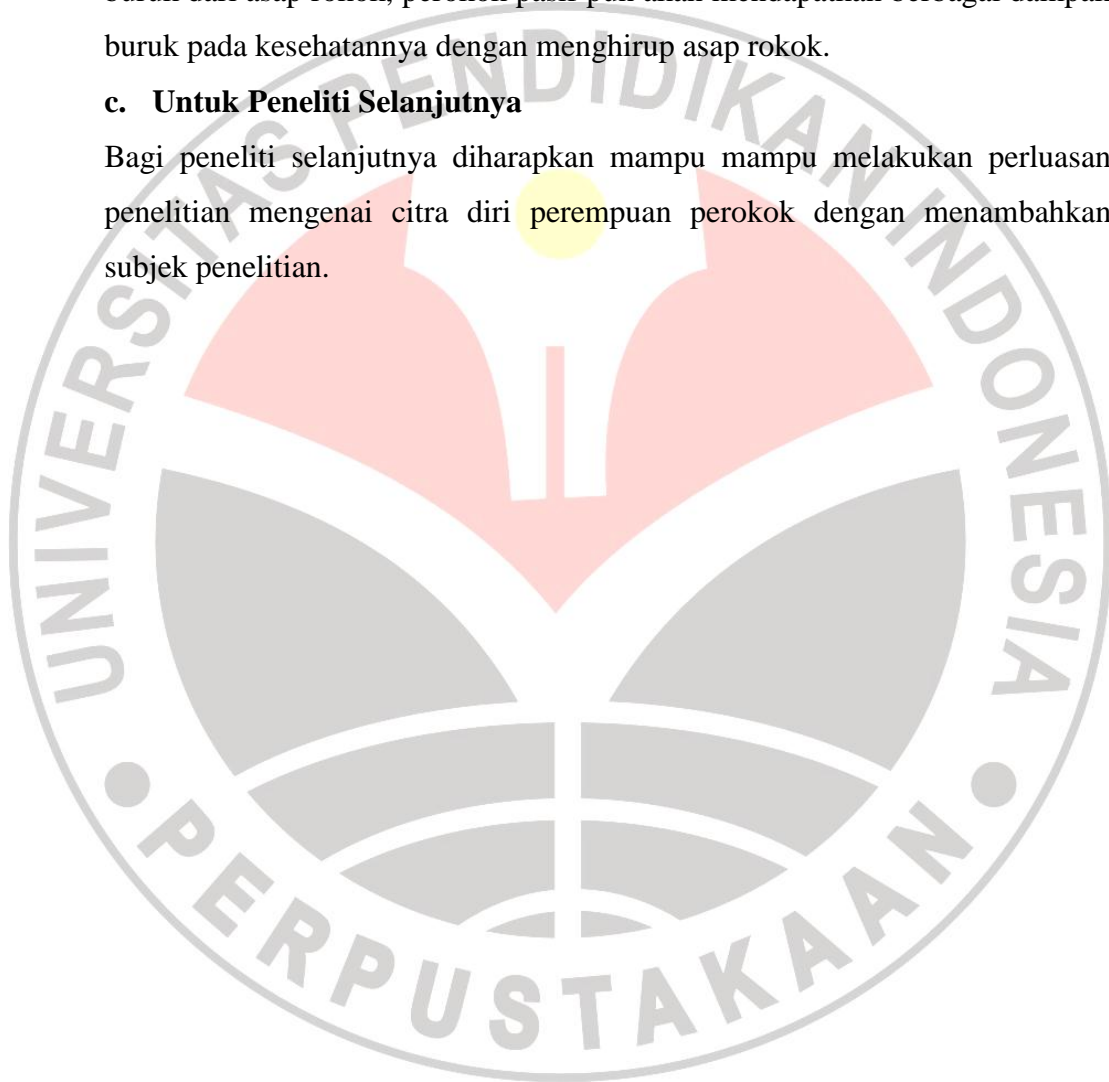 buruk pada kesehatannya dengan menghirup asap rokok.
c. Untuk Peneliti Selanjutnya
Bagi peneliti selanjutnya diharapkan mampu mampu melakukan perluasan
penelitian mengenai citra diri perempuan perokok dengan menambahkan
subjek penelitian.
UNIVERSITAS PENDIDIKAN INDONESIA
PERPUSTAKAAN